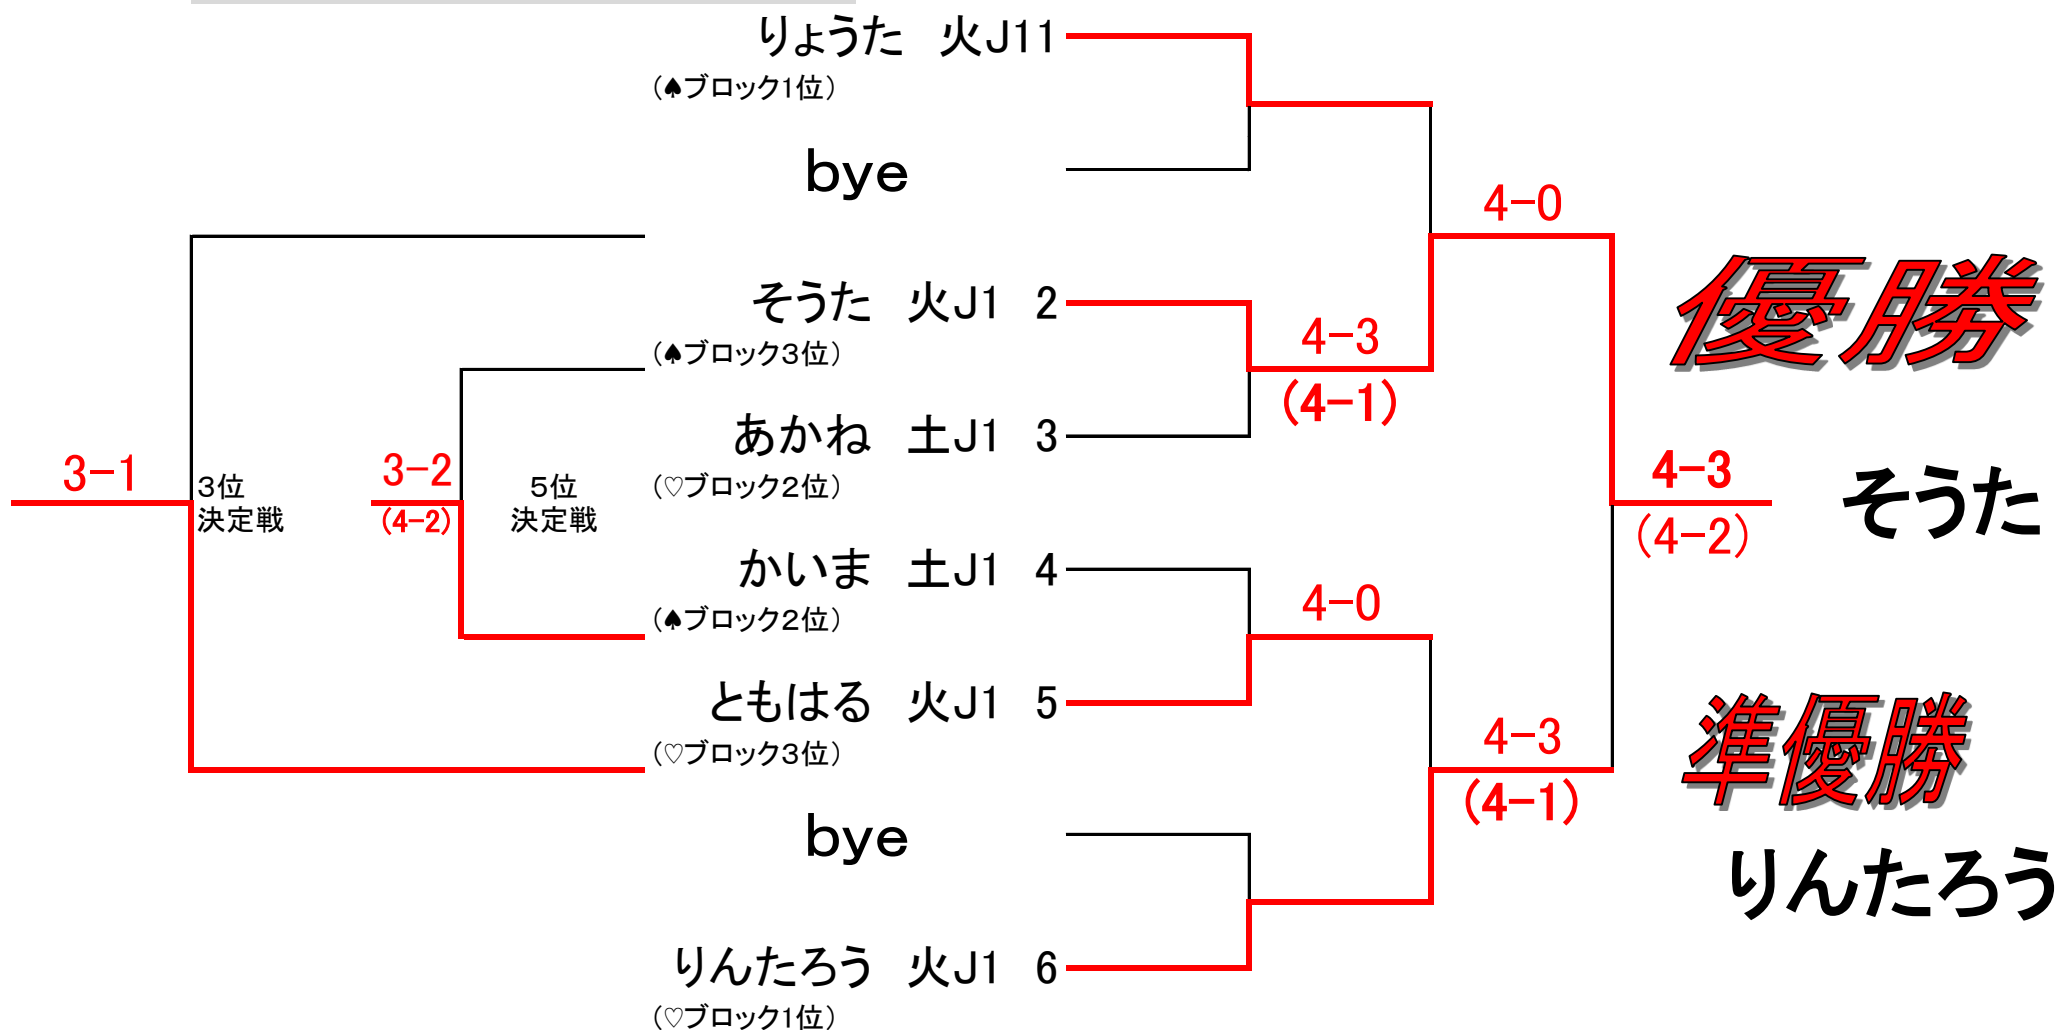 りょうた　火J1 1
(♠ブロック1位)
bye
4-0
優勝
そうた　火J1　2
(♠ブロック3位)
4-3
(4-1)
あかね　土J1　3
(♡ブロック2位)
3-1
3位
決定戦
3-2
(4-2)
5位
決定戦
4-3
(4-2)
そうた
かいま　土J1　4
(♠ブロック2位)
4-0
ともはる　火J1　5
(♡ブロック3位)
4-3
(4-1)
準優勝
bye
りんたろう
りんたろう　火J1　6
(♡ブロック1位)